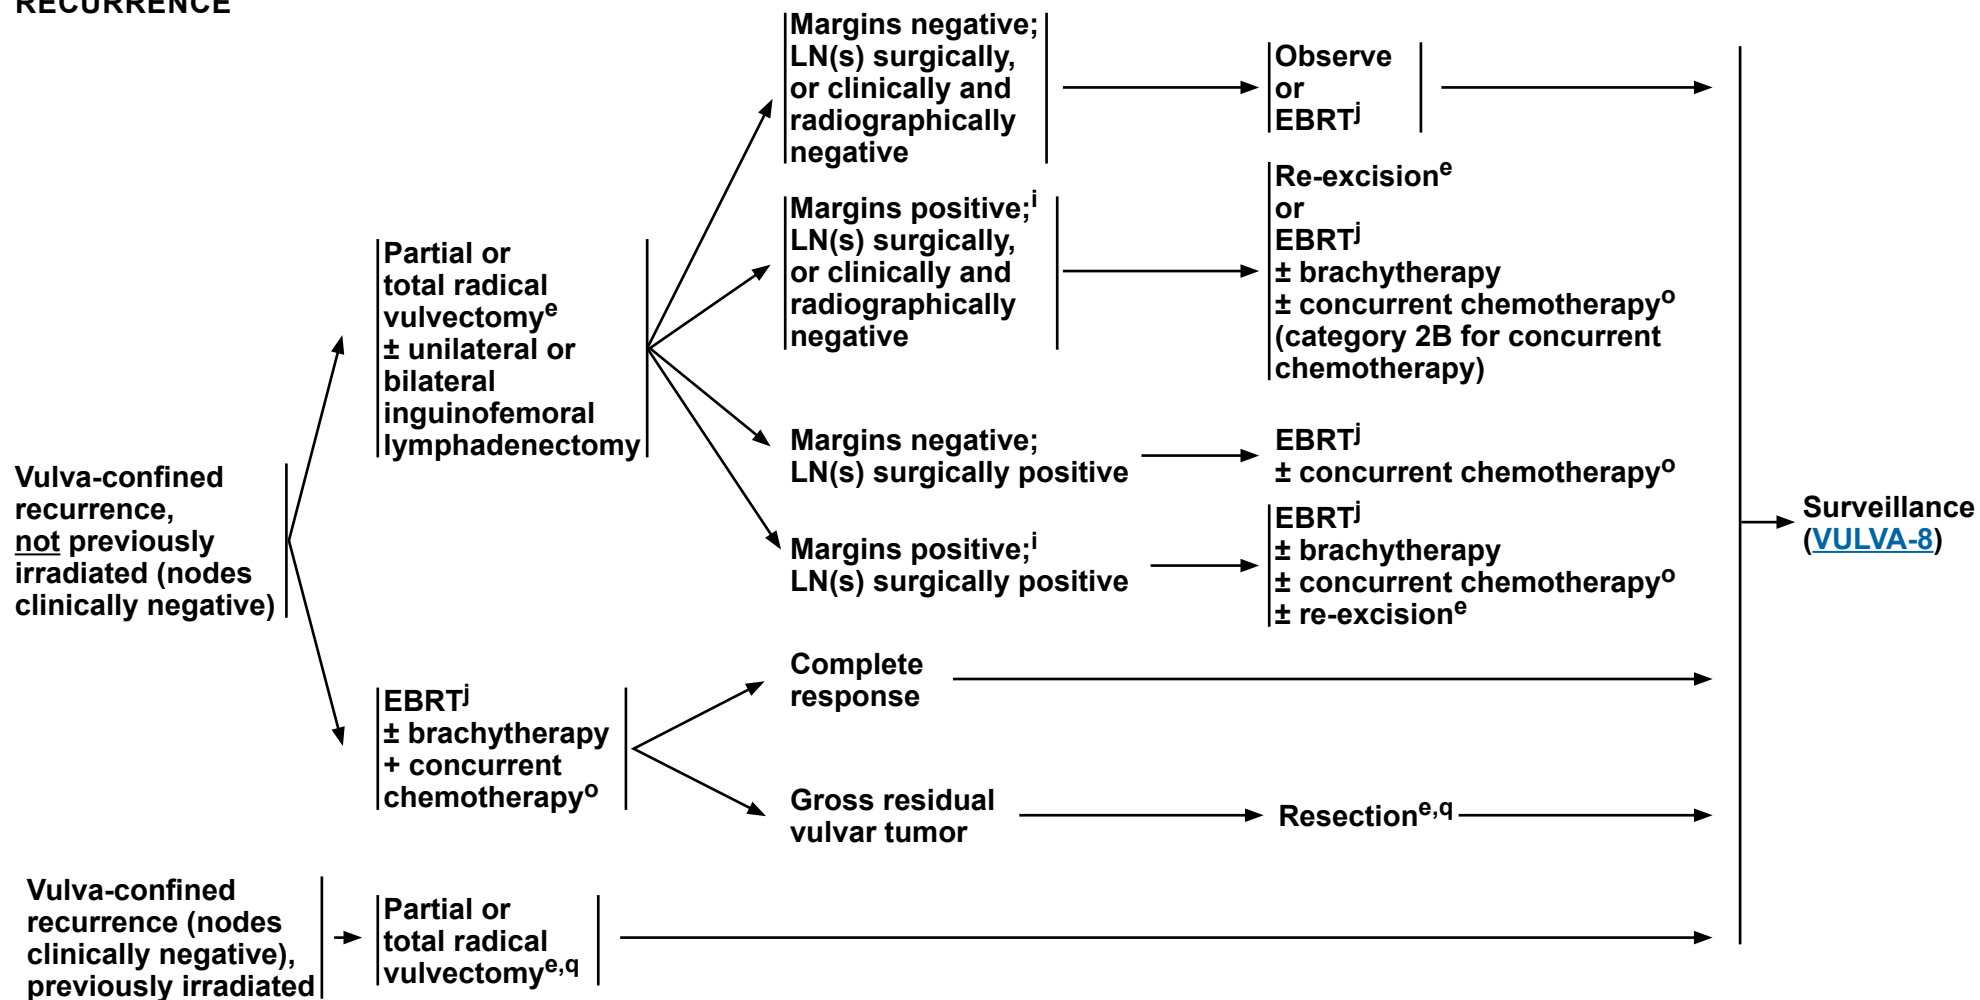 RECURRENCE
Vulva-confined
recurrence,
not previously
irradiated (nodes
clinically negative)
Partial or
total radical
vulvectomyᵉ
± unilateral or
bilateral
inguinofemoral
lymphadenectomy
Margins negative;
LN(s) surgically,
or clinically and
radiographically
negative
Observe
or
EBRTʲ
Margins positive;ⁱ
LN(s) surgically,
or clinically and
radiographically
negative
Re-excisionᵉ
or
EBRTʲ
± brachytherapy
± concurrent chemotherapyᵒ
(category 2B for concurrent
chemotherapy)
Margins negative;
LN(s) surgically positive
EBRTʲ
± concurrent chemotherapyᵒ
Margins positive;ⁱ
LN(s) surgically positive
EBRTʲ
± brachytherapy
± concurrent chemotherapyᵒ
± re-excisionᵉ
EBRTʲ
± brachytherapy
+ concurrent
chemotherapyᵒ
Complete
response
Gross residual
vulvar tumor
Resectionᵉ,q
Vulva-confined
recurrence (nodes
clinically negative),
previously irradiated
Partial or
total radical
vulvectomyᵉ,q
Surveillance
(VULVA-8)